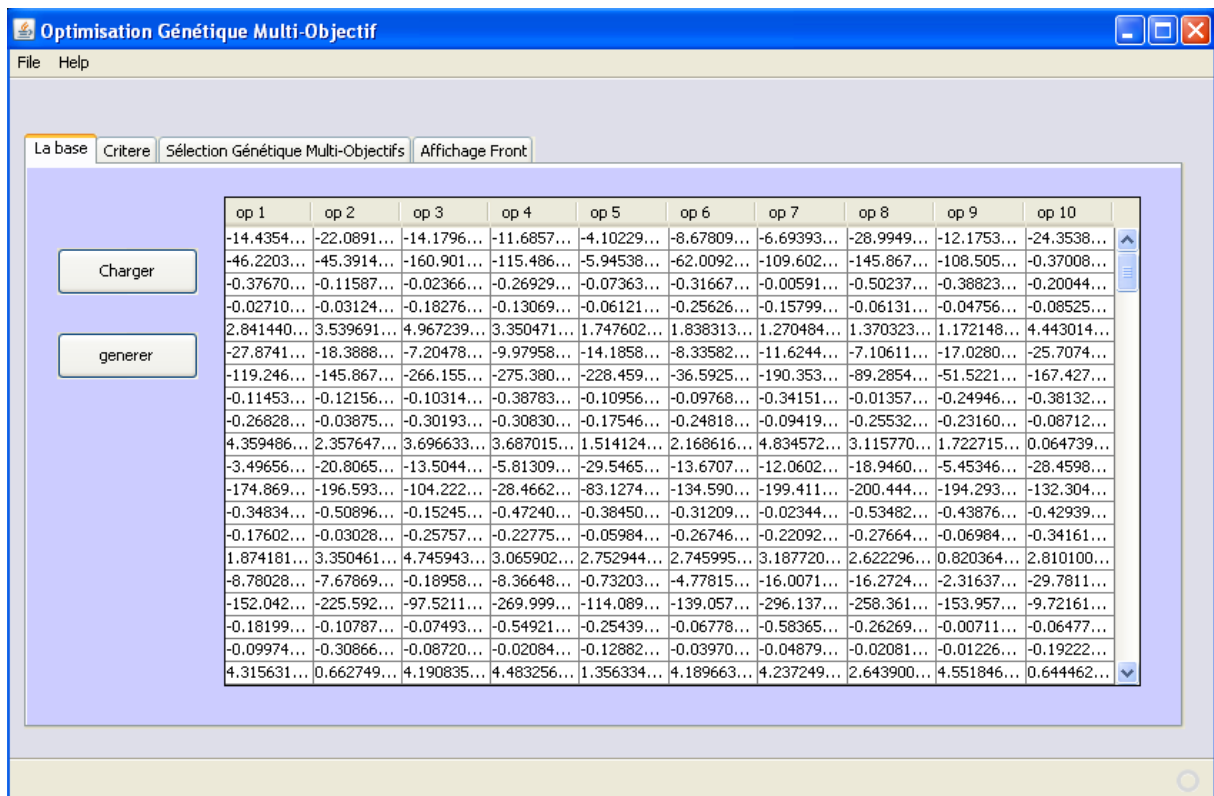 Optimisation Génétique Multi-Objectif
File Help
La base Critere Sélection Génétique Multi-Objectifs Affichage Front
Charger
generer
op 1 op 2 op 3 op 4 op 5 op 6 op 7 op 8 op 9 op 10
-14.4354... -22.0891... -14.1796... -11.6857... -4.10229... -8.67809... -6.69393... -28.9949... -12.1753... -24.3538...
-46.2203... -45.3914... -160.901... -115.486... -5.94538... -62.0092... -109.602... -145.867... -108.505... -0.37008...
-0.37670... -0.11587... -0.02366... -0.26929... -0.07363... -0.31667... -0.00591... -0.50237... -0.38823... -0.20044...
-0.02710... -0.03124... -0.18276... -0.13069... -0.06121... -0.25626... -0.15799... -0.06131... -0.04756... -0.08525...
2.841440... 3.539691... 4.967239... 3.350471... 1.747602... 1.838313... 1.270484... 1.370323... 1.172148... 4.443014...
-27.8741... -18.3888... -7.20478... -9.97958... -14.1858... -8.33582... -11.6244... -7.10611... -17.0280... -25.7074...
-119.246... -145.867... -266.155... -275.380... -228.459... -36.5925... -190.353... -89.2854... -51.5221... -167.427...
-0.11453... -0.12156... -0.10314... -0.38783... -0.10956... -0.09768... -0.34151... -0.01357... -0.24946... -0.38132...
-0.26828... -0.03875... -0.30193... -0.30830... -0.17546... -0.24818... -0.09419... -0.25532... -0.23160... -0.08712...
4.359486... 2.357647... 3.696633... 3.687015... 1.514124... 2.168616... 4.834572... 3.115770... 1.722715... 0.064739...
-3.49656... -20.8065... -13.5044... -5.81309... -29.5465... -13.6707... -12.0602... -18.9460... -5.45346... -28.4598...
-174.869... -196.593... -104.222... -28.4662... -83.1274... -134.590... -199.411... -200.444... -194.293... -132.304...
-0.34834... -0.50896... -0.15245... -0.47240... -0.38450... -0.31209... -0.02344... -0.53482... -0.43876... -0.42939...
-0.17602... -0.03028... -0.25757... -0.22775... -0.05984... -0.26746... -0.22092... -0.27664... -0.06984... -0.34161...
1.874181... 3.350461... 4.745943... 3.065902... 2.752944... 2.745995... 3.187720... 2.622296... 0.820364... 2.810100...
-8.78028... -7.67869... -0.18958... -8.36648... -0.73203... -4.77815... -16.0071... -16.2724... -2.31637... -29.7811...
-152.042... -225.592... -97.5211... -269.999... -114.089... -139.057... -296.137... -258.361... -153.957... -9.72161...
-0.18199... -0.10787... -0.07493... -0.54921... -0.25439... -0.06778... -0.58365... -0.26269... -0.00711... -0.06477...
-0.09974... -0.30866... -0.08720... -0.02084... -0.12882... -0.03970... -0.04879... -0.02081... -0.01226... -0.19222...
4.315631... 0.662749... 4.190835... 4.483256... 1.356334... 4.189663... 4.237249... 2.643900... 4.551846... 0.644462...